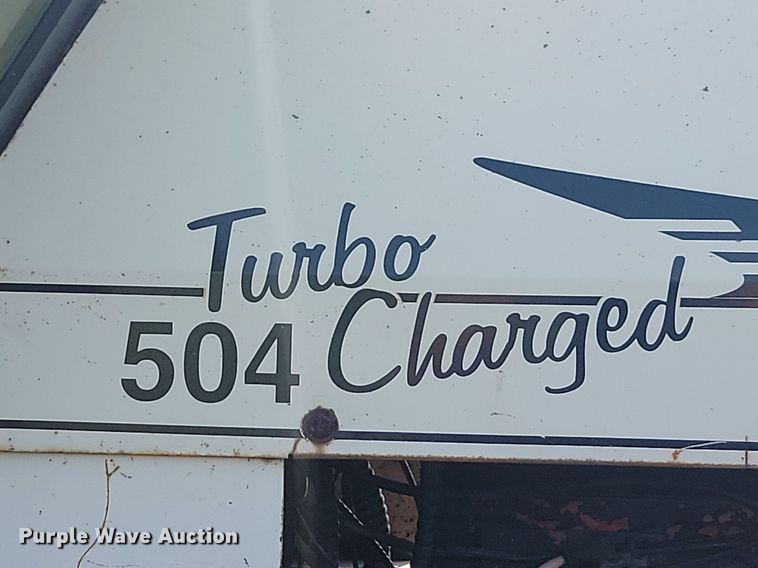 Turbo
504 Charged
Purple Wave Auction